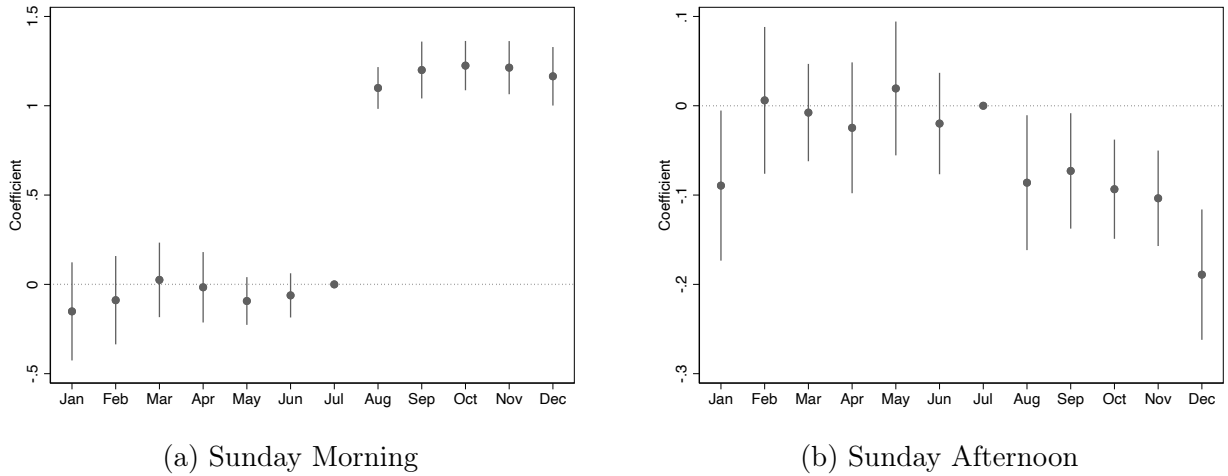 1.5
1
.5
0
-.5
Coefficient
Jan Feb Mar Apr May Jun Jul Aug Sep Oct Nov Dec
(a) Sunday Morning
.1
0
-.1
-.2
-.3
Coefficient
Jan Feb Mar Apr May Jun Jul Aug Sep Oct Nov Dec
(b) Sunday Afternoon